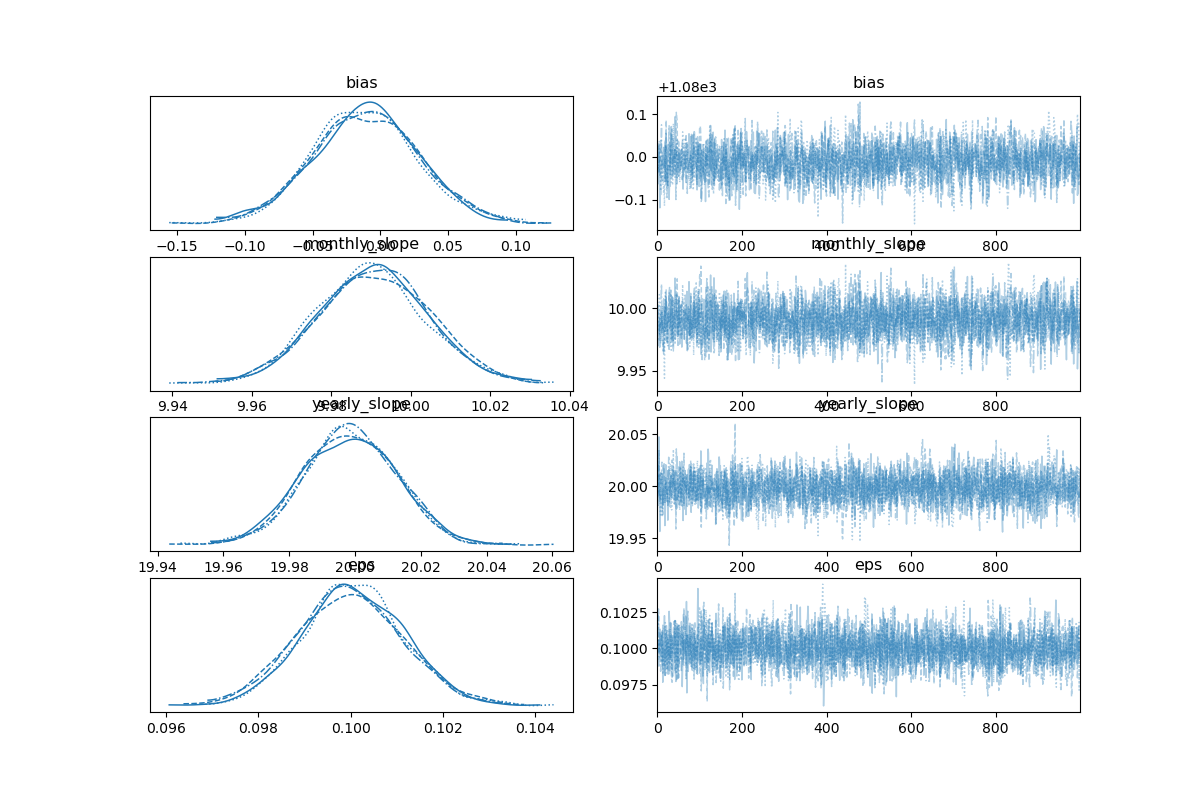 bias bias
+1.08e3
0.1
0.0
−0.1
−0.15 −0.10 −0.05 0.00 0.05 0.10 0 200 400 600 800
monthly_slope monthly_slope
10.00
9.95
9.94 9.96 9.98 10.00 10.02 10.04 0 200 400 600 800
yearly_slope yearly_slope
20.05
20.00
19.95
19.94 19.96 19.98 20.00 20.02 20.04 20.06 0 200 400 600 800
eps eps
0.1025
0.1000
0.0975
0.096 0.098 0.100 0.102 0.104 0 200 400 600 800